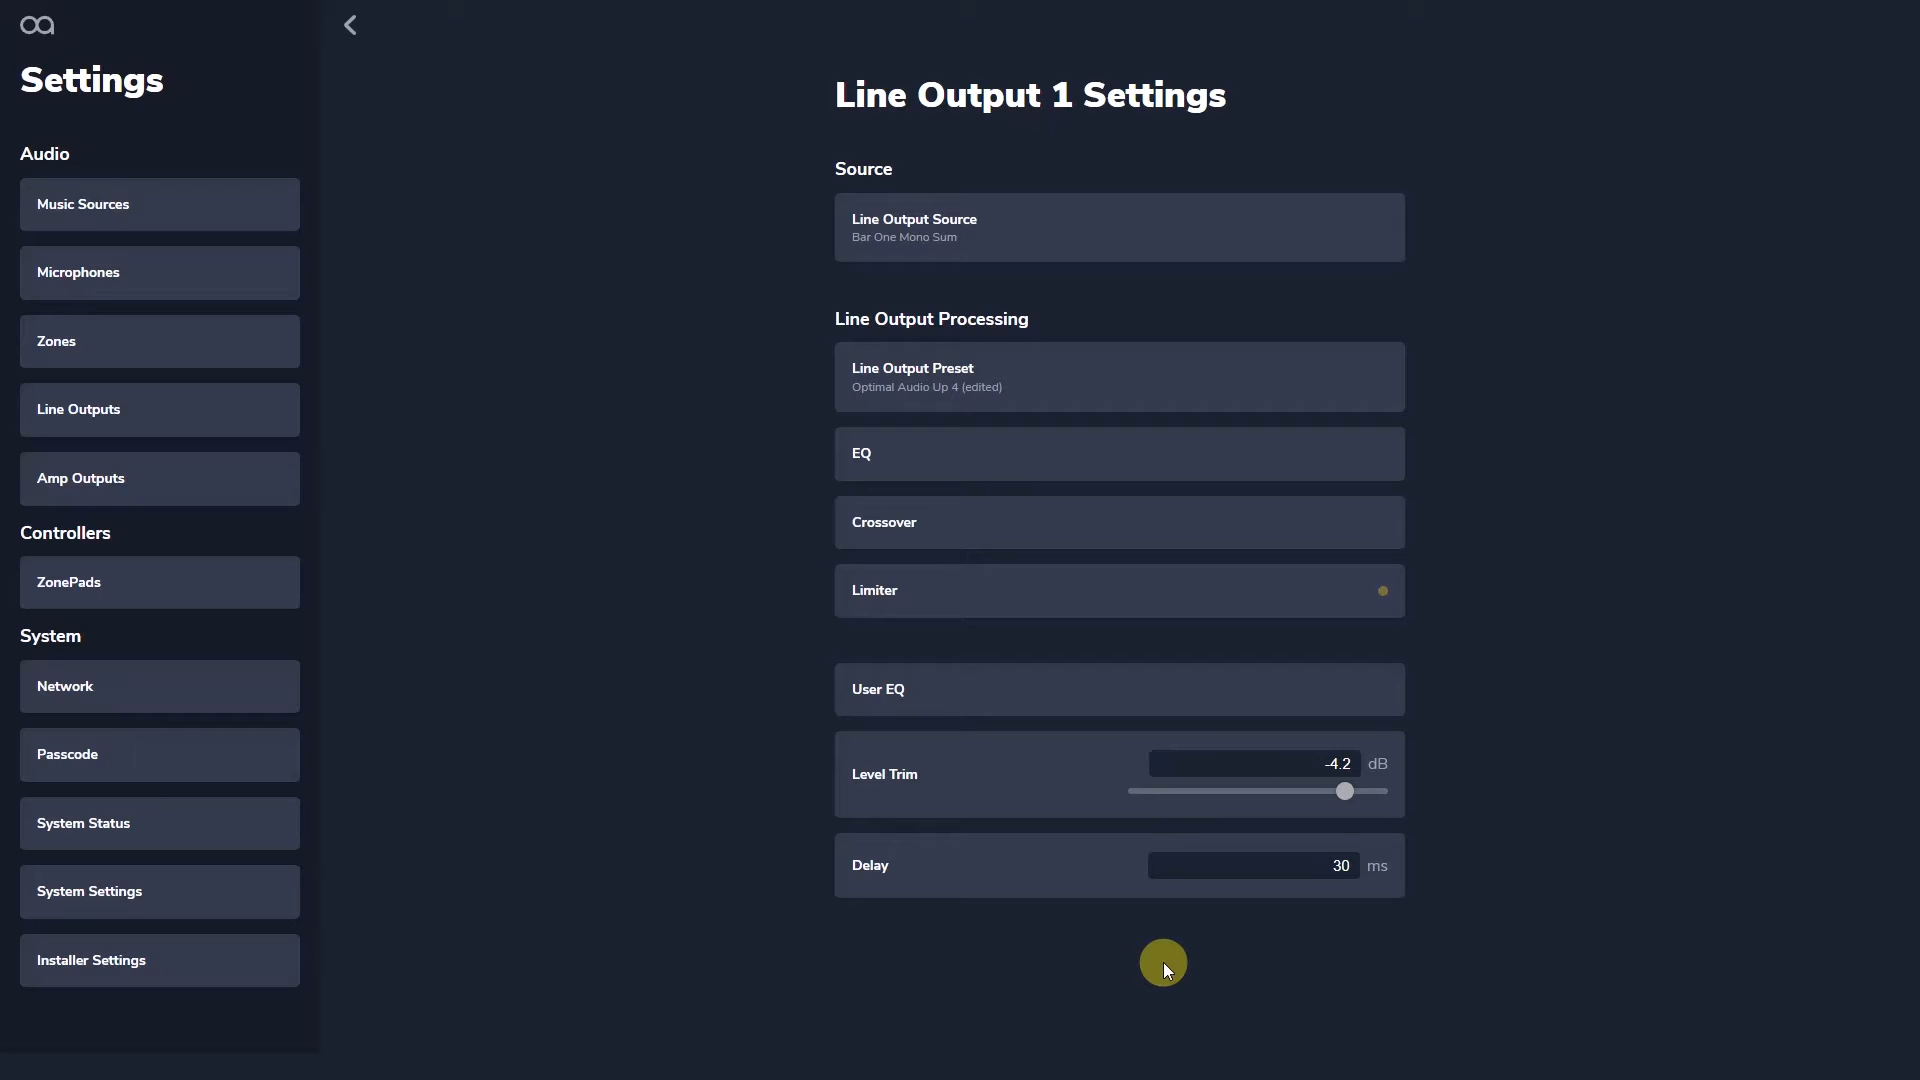 Settings
Audio
Music Sources
Microphones
Zones
Line Outputs
Amp Outputs
Controllers
ZonePads
System
Network
Passcode
System Status
System Settings
Installer Settings
Line Output 1 Settings
Source
Line Output Source
Bar One Mono Sum
Line Output Processing
Line Output Preset
Optimal Audio Up 4 (edited)
EQ
Crossover
Limiter
User EQ
Level Trim
-4.2 dB
Delay
30 ms